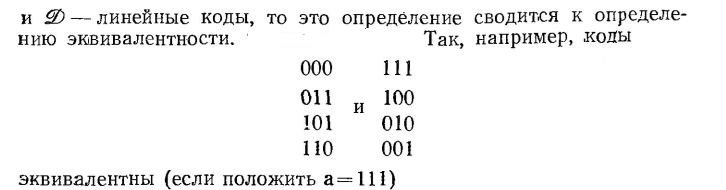 и 𝒟 — линейные коды, то это определение сводится к определе-
нию эквивалентности. Так, например, коды
000 111
011 и 100
101 010
110 001
эквивалентны (если положить a=111)